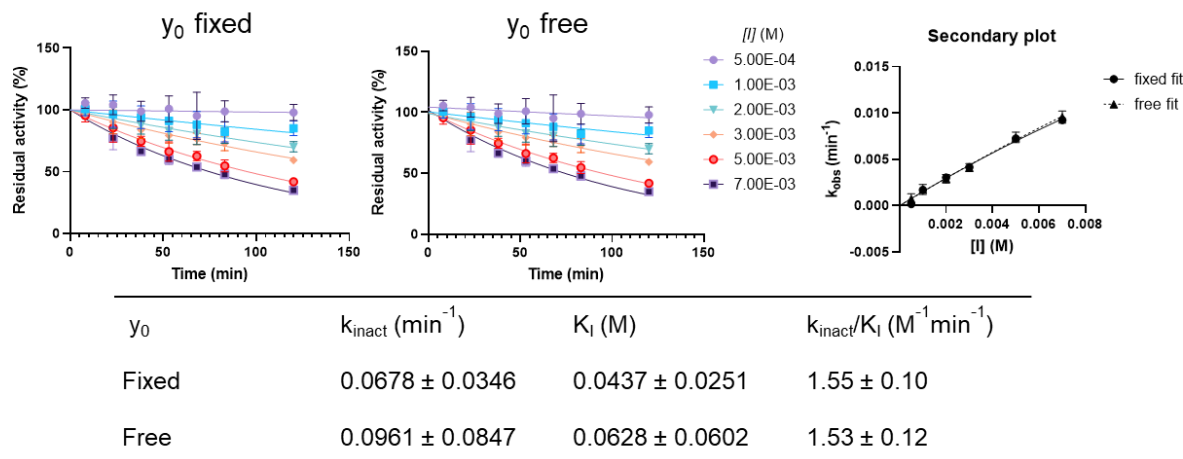 y₀ fixed
150
100
50
0
0
50
100
150
Residual activity (%)
Time (min)
y₀ free
150
100
50
0
0
50
100
150
Residual activity (%)
Time (min)
[I] (M)
5.00E-04
1.00E-03
2.00E-03
3.00E-03
5.00E-03
7.00E-03
Secondary plot
0.015
0.010
0.005
0.000
-0.005
0.002
0.004
0.006
0.008
k_obs (min⁻¹)
[I] (M)
fixed fit
free fit
y₀ k_inact (min⁻¹) K_I (M) k_inact/K_I (M⁻¹min⁻¹)
Fixed 0.0678 ± 0.0346 0.0437 ± 0.0251 1.55 ± 0.10
Free 0.0961 ± 0.0847 0.0628 ± 0.0602 1.53 ± 0.12